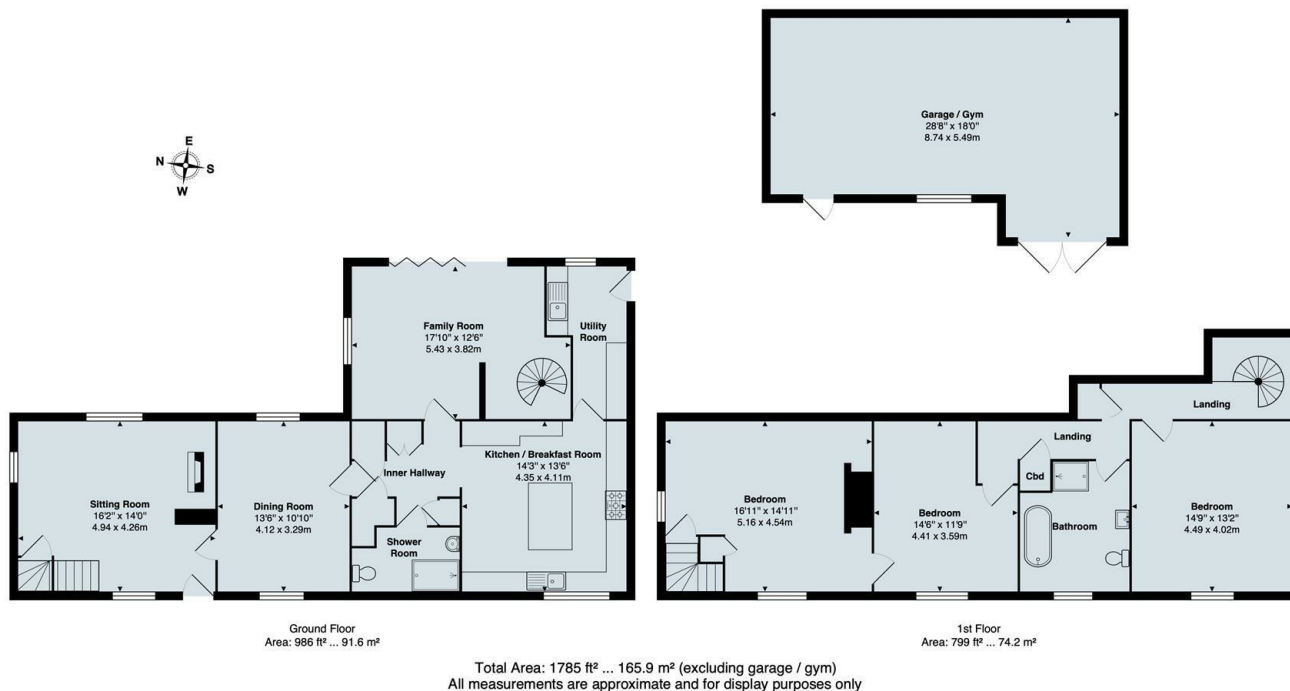 Garage / Gym
28'8" x 18'0"
8.74 x 5.49m
E
N
S
W
Family Room
17'10" x 12'6"
5.43 x 3.82m
Utility
Room
Sitting Room
16'2" x 14'0"
4.94 x 4.26m
Dining Room
13'6" x 10'10"
4.12 x 3.29m
Inner Hallway
Shower
Room
Kitchen / Breakfast Room
14'3" x 13'6"
4.35 x 4.11m
Ground Floor
Area: 986 ft² ... 91.6 m²
Landing
Landing
Cbd
Bedroom
16'11" x 14'11"
5.16 x 4.54m
Bedroom
14'6" x 11'9"
4.41 x 3.59m
Bathroom
Bedroom
14'9" x 13'2"
4.49 x 4.02m
1st Floor
Area: 799 ft² ... 74.2 m²
Total Area: 1785 ft² ... 165.9 m² (excluding garage / gym)
All measurements are approximate and for display purposes only